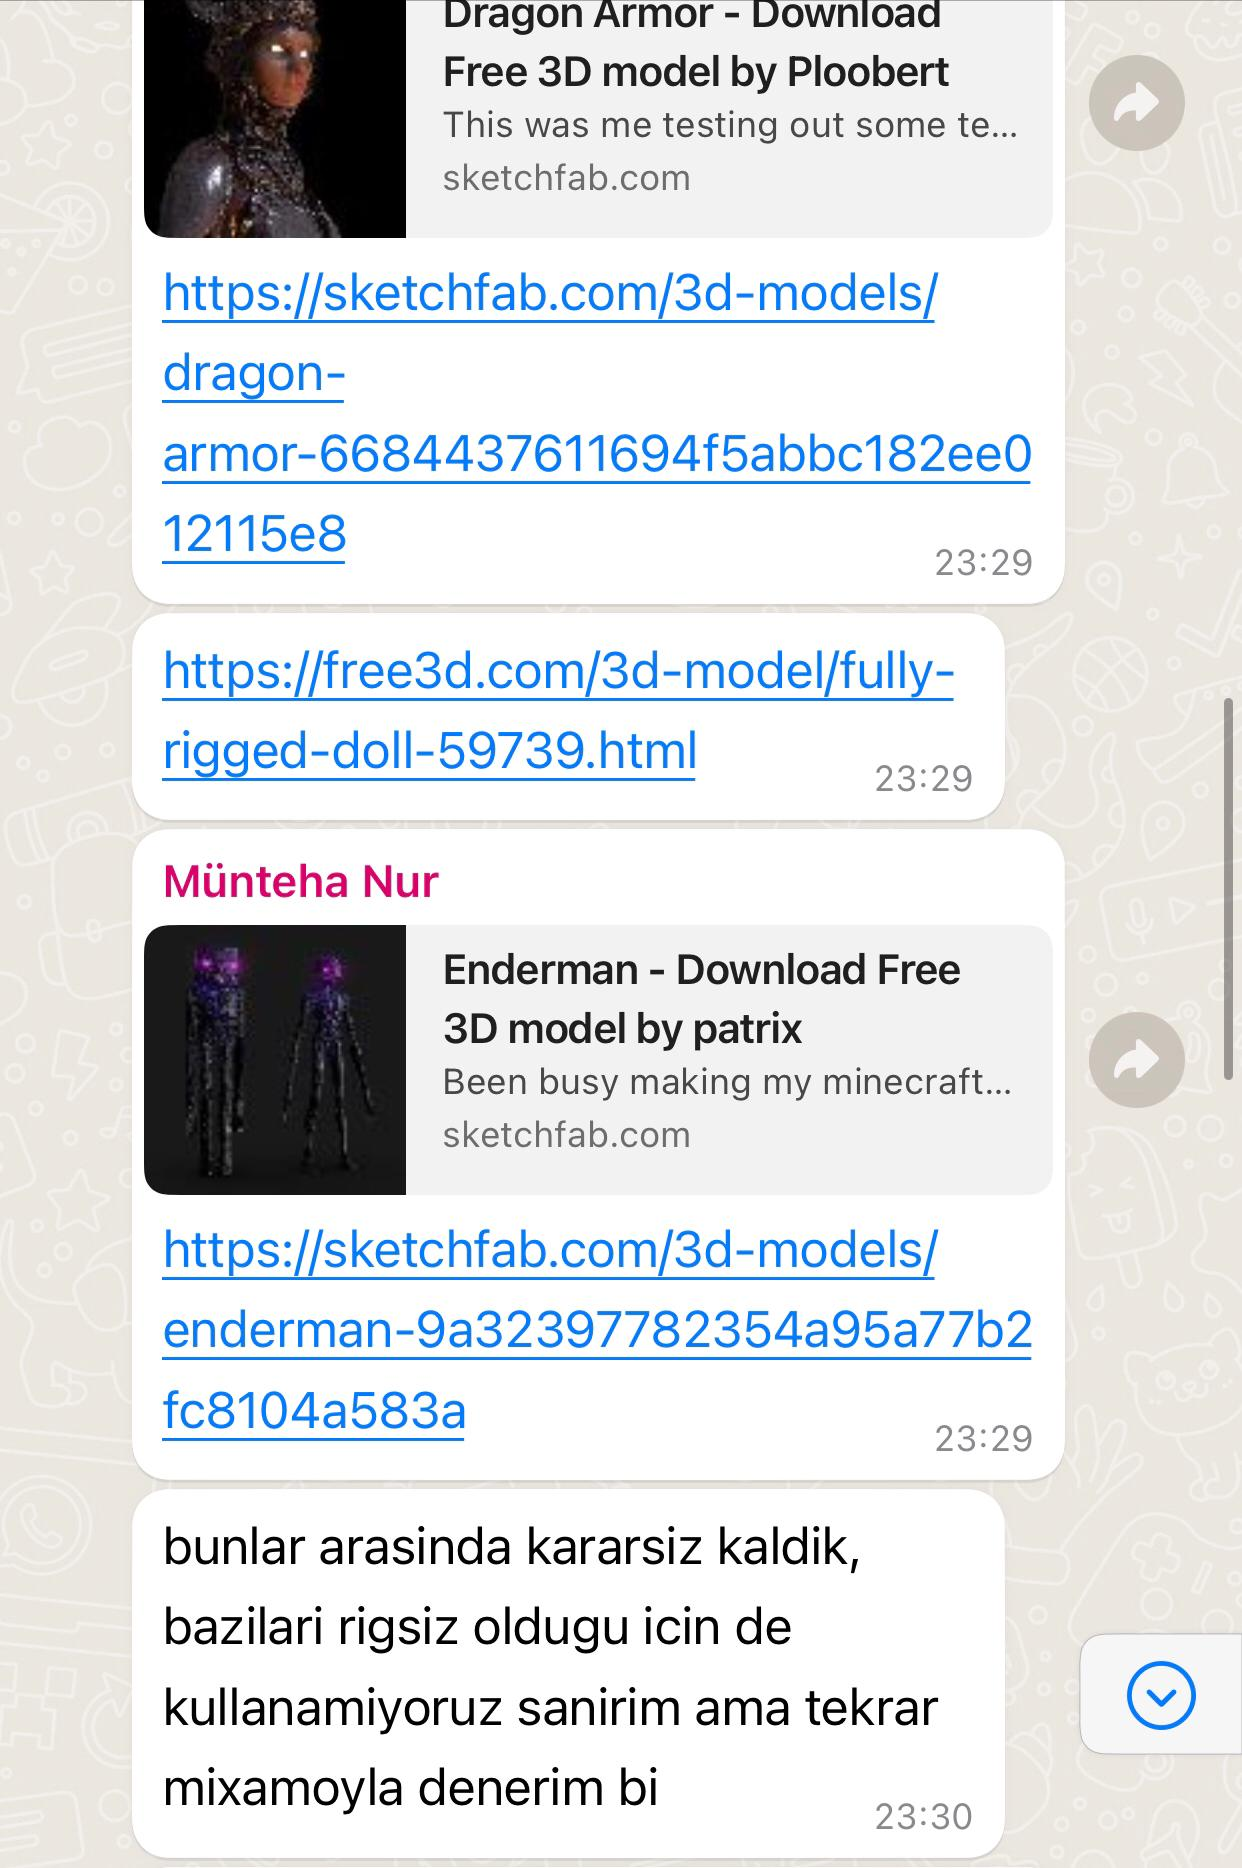 Dragon Armor - Download
Free 3D model by Ploobert
This was me testing out some te...
sketchfab.com
https://sketchfab.com/3d-models/
dragon-
armor-6684437611694f5abbc182ee0
12115e8
23:29
https://free3d.com/3d-model/fully-
rigged-doll-59739.html
23:29
Münteha Nur
Enderman - Download Free
3D model by patrix
Been busy making my minecraft...
sketchfab.com
https://sketchfab.com/3d-models/
enderman-9a32397782354a95a77b2
fc8104a583a
23:29
bunlar arasinda kararsiz kaldik,
bazilari rigsiz oldugu icin de
kullanamiyoruz sanirim ama tekrar
mixamoyla denerim bi
23:30